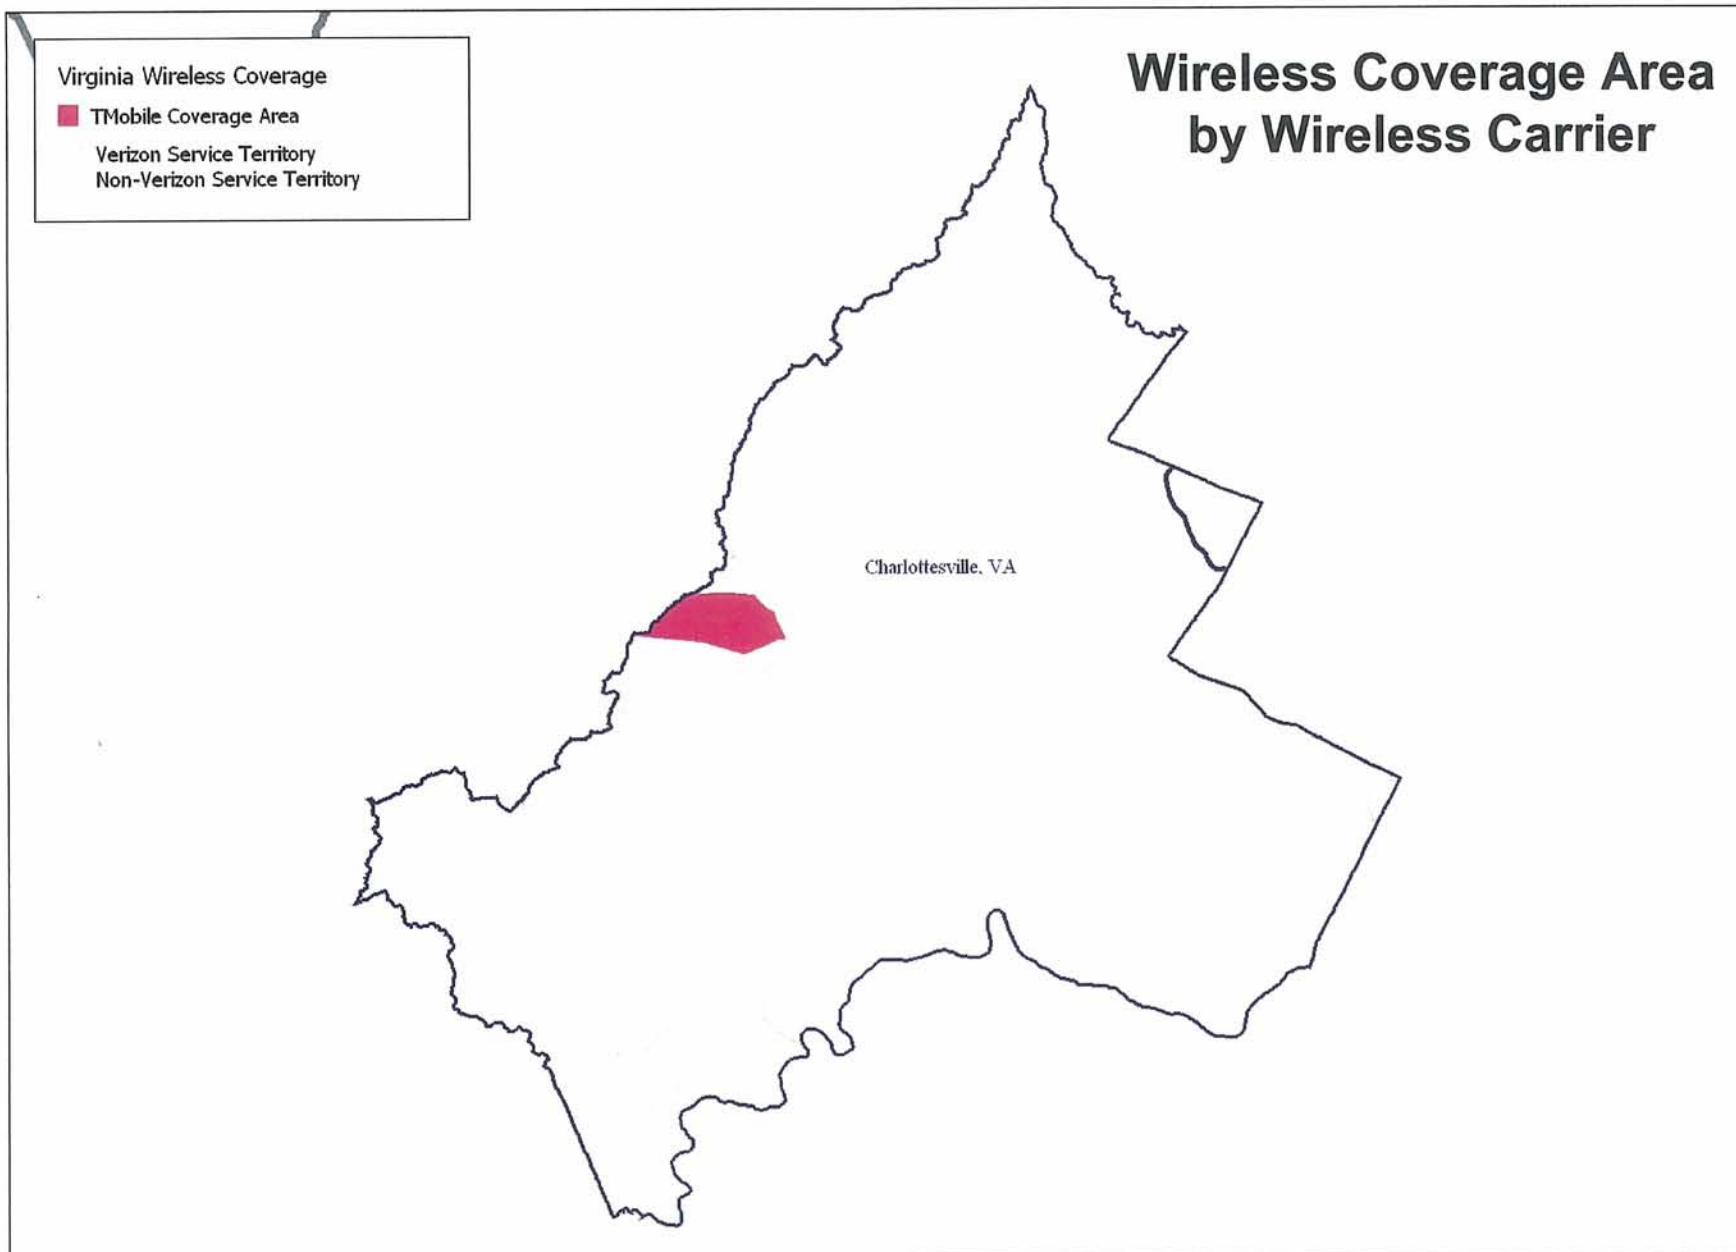 Virginia Wireless Coverage
TMobile Coverage Area
Verizon Service Territory
Non-Verizon Service Territory
Wireless Coverage Area
by Wireless Carrier
Charlottesville, VA